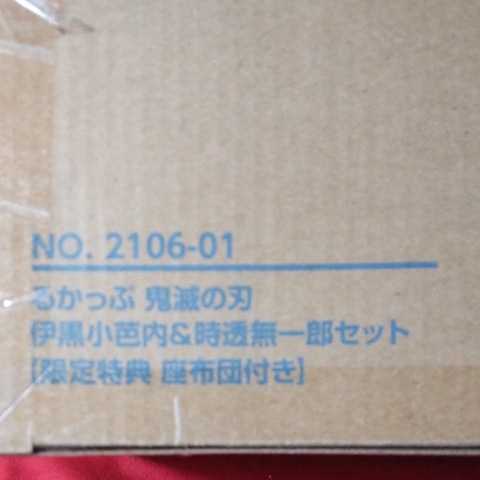 NO. 2106-01
るかっぷ 鬼滅の刃
伊黒小芭内&時透無一郎セット
[限定特典 座布団付き]